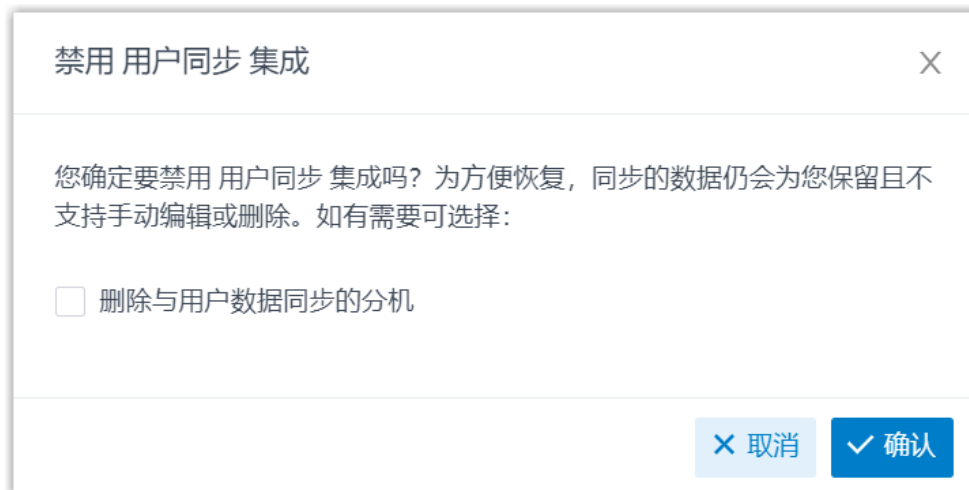 禁用 用户同步 集成
您确定要禁用 用户同步 集成吗？为方便恢复，同步的数据仍会为您保留且不
支持手动编辑或删除。如有需要可选择：
删除与用户数据同步的分机
取消
确认